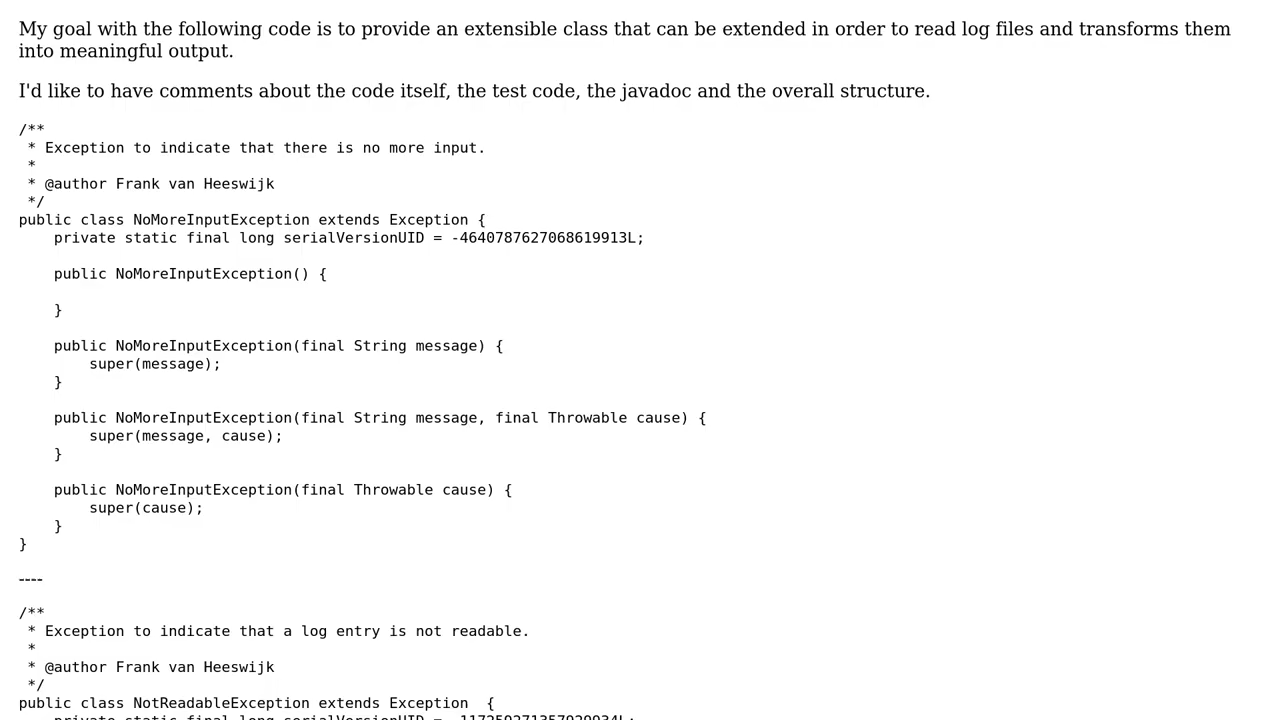 My goal with the following code is to provide an extensible class that can be extended in order to read log files and transforms them
into meaningful output.
I'd like to have comments about the code itself, the test code, the javadoc and the overall structure.
/**
 * Exception to indicate that there is no more input.
 *
 * @author Frank van Heeswijk
 */
public class NoMoreInputException extends Exception {
    private static final long serialVersionUID = -4640787627068619913L;
    public NoMoreInputException() {
    }
    public NoMoreInputException(final String message) {
        super(message);
    }
    public NoMoreInputException(final String message, final Throwable cause) {
        super(message, cause);
    }
    public NoMoreInputException(final Throwable cause) {
        super(cause);
    }
}
----
/**
 * Exception to indicate that a log entry is not readable.
 *
 * @author Frank van Heeswijk
 */
public class NotReadableException extends Exception  {
    private static final long serialVersionUID =